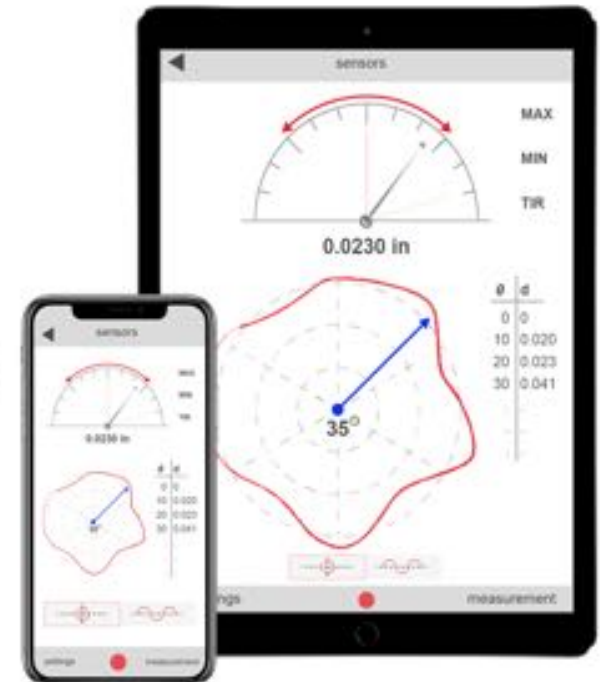 sensors
MAX
MIN
TIR
0.0230 in
θ d
0 0
10 0.020
20 0.023
30 0.041
35°
ngs measurement
sensors
MAX
MIN
TIR
0.0230 in
θ d
0 0
10 0.020
20 0.023
30 0.041
settings measurement